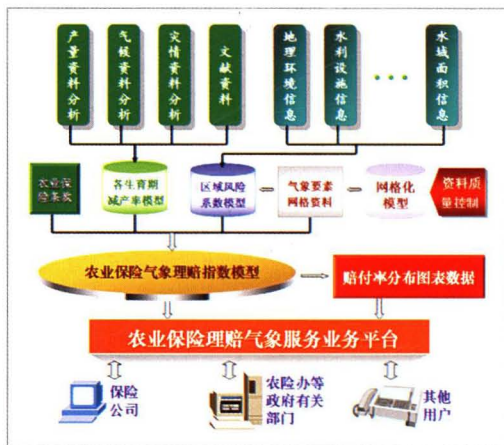 产量资料分析
气候资料分析
灾情资料分析
文献资料
地理环境信息
水利设施信息
水域面积信息
农业保
险条款
各生育期
减产率模型
区域风险
系数模型
气象要素
网格资料
网格化
模型
资料质
量控制
农业保险气象理赔指数模型
赔付率分布图表数据
农业保险理赔气象服务业务平台
保险
公司
农险办等
政府有关
部门
其他
用户